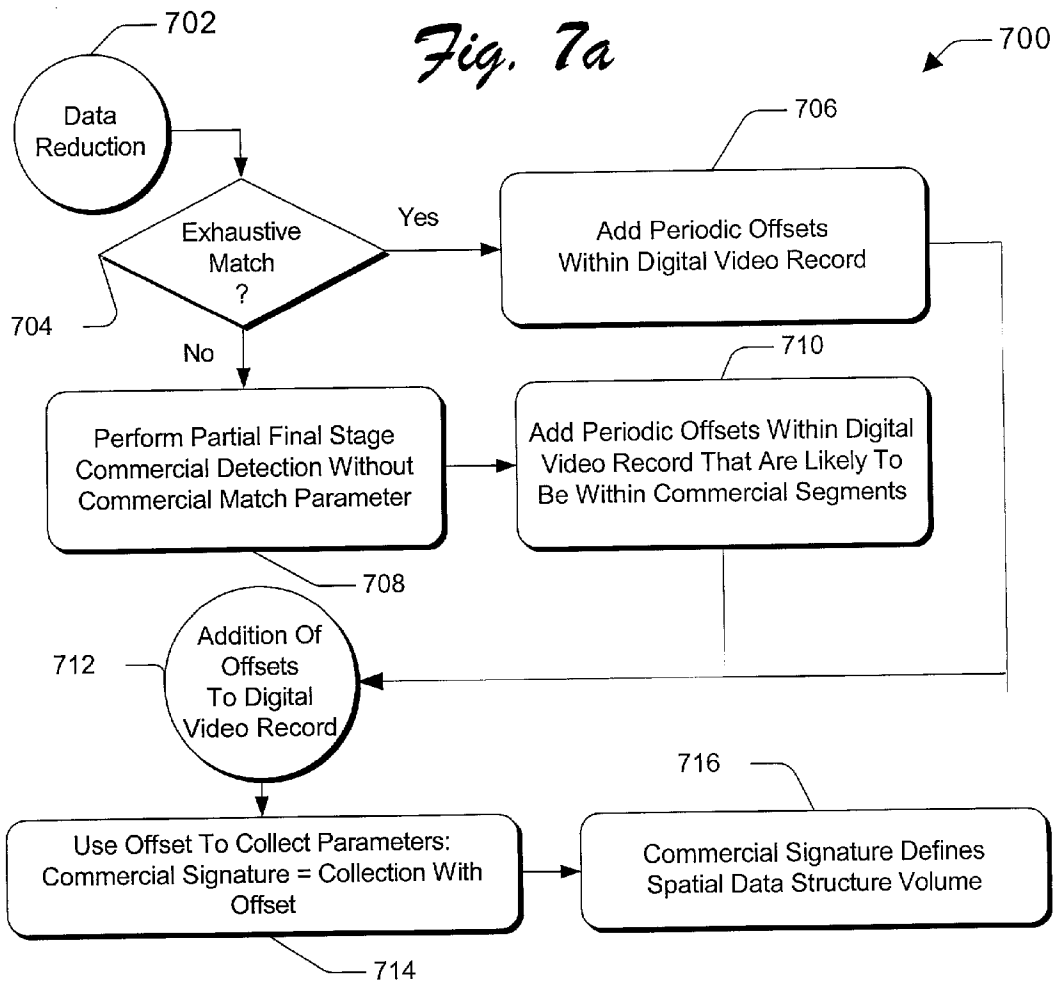 702
Fig. 7a
700
Data
Reduction
706
Exhaustive
Match
?
Yes
Add Periodic Offsets
Within Digital Video Record
704
No
710
Perform Partial Final Stage
Commercial Detection Without
Commercial Match Parameter
Add Periodic Offsets Within Digital
Video Record That Are Likely To
Be Within Commercial Segments
708
712
Addition Of
Offsets
To Digital
Video Record
716
Use Offset To Collect Parameters:
Commercial Signature = Collection With
Offset
Commercial Signature Defines
Spatial Data Structure Volume
714